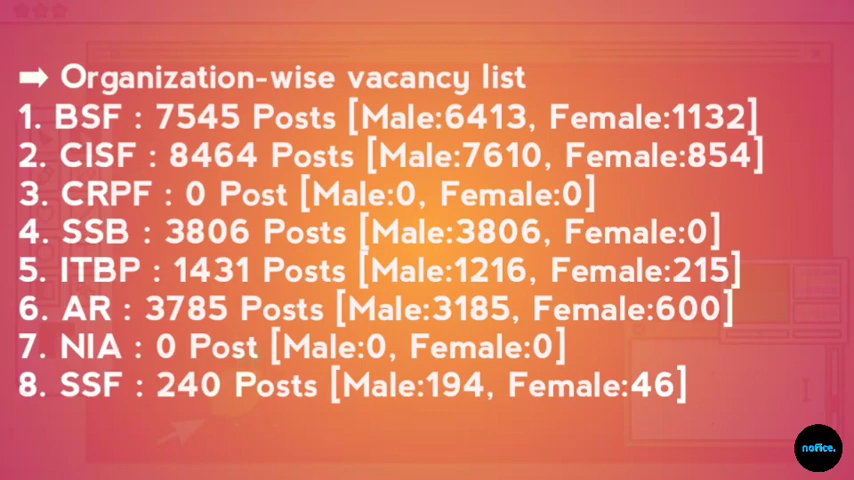 ➡ Organization-wise vacancy list
1. BSF : 7545 Posts [Male:6413, Female:1132]
2. CISF : 8464 Posts [Male:7610, Female:854]
3. CRPF : 0 Post [Male:0, Female:0]
4. SSB : 3806 Posts [Male:3806, Female:0]
5. ITBP : 1431 Posts [Male:1216, Female:215]
6. AR : 3785 Posts [Male:3185, Female:600]
7. NIA : 0 Post [Male:0, Female:0]
8. SSF : 240 Posts [Male:194, Female:46]
nofice.